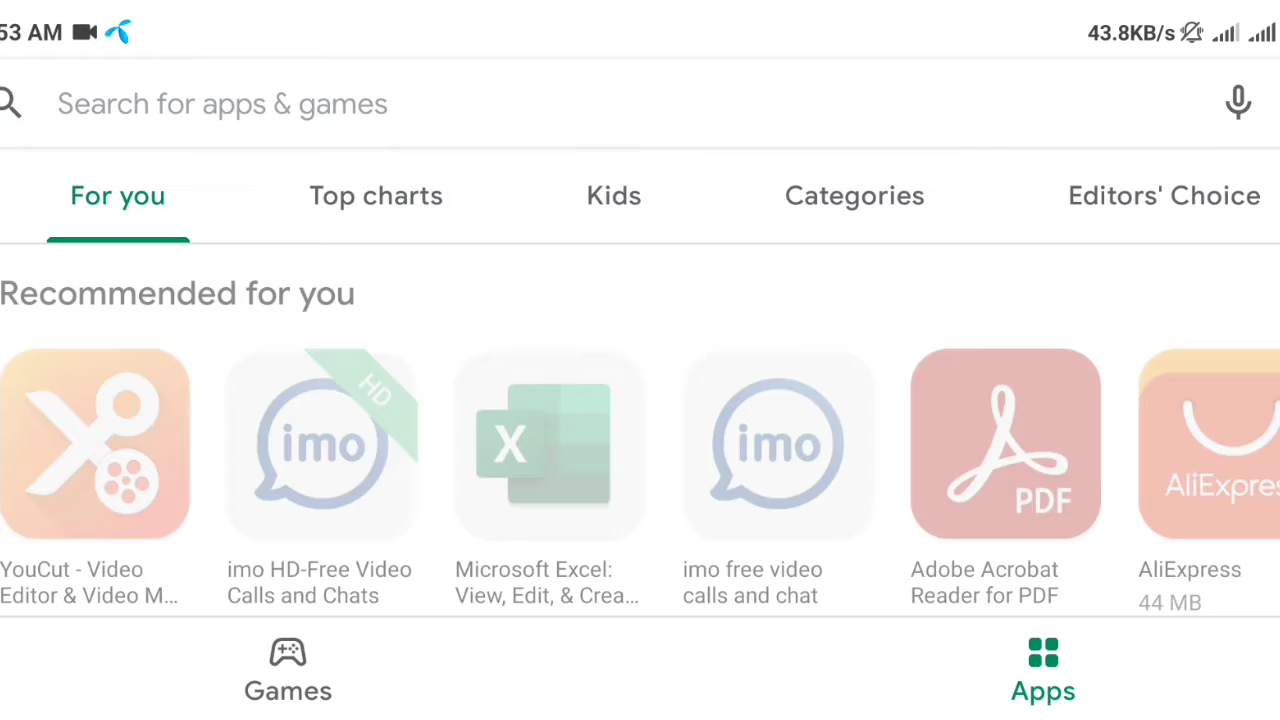 53 AM 43.8KB/s
Search for apps & games
For you Top charts Kids Categories Editors' Choice
Recommended for you
HD
imo
X
imo
PDF
AliExpres
YouCut - Video
Editor & Video M...
imo HD-Free Video
Calls and Chats
Microsoft Excel:
View, Edit, & Crea...
imo free video
calls and chat
Adobe Acrobat
Reader for PDF
AliExpress
44 MB
Games
Apps